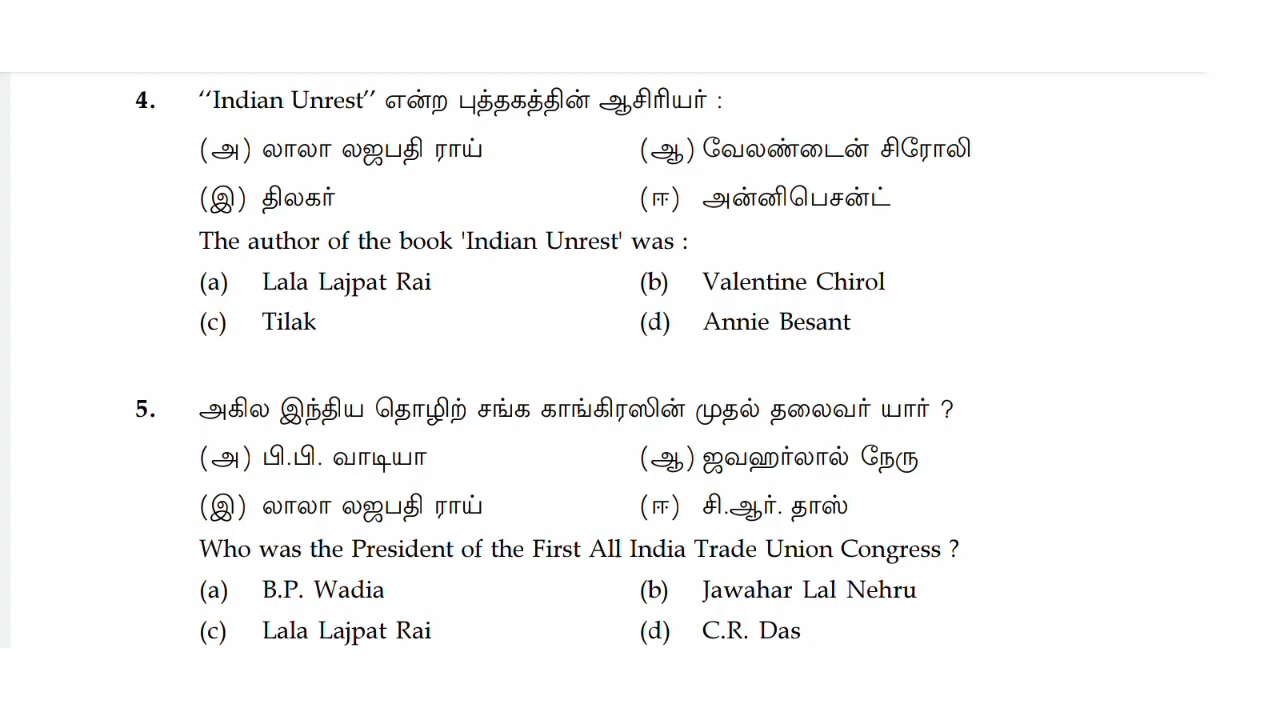 4. ‘‘Indian Unrest’’ என்ற புத்தகத்தின் ஆசிரியர் :
(அ) லாலா லஜபதி ராய் (ஆ) வேலண்டைன் சிரோலி
(இ) திலகர் (ஈ) அன்னிபெசன்ட்
The author of the book 'Indian Unrest' was :
(a) Lala Lajpat Rai (b) Valentine Chirol
(c) Tilak (d) Annie Besant
5. அகில இந்திய தொழிற் சங்க காங்கிரஸின் முதல் தலைவர் யார் ?
(அ) பி.பி. வாடியா (ஆ) ஜவஹர்லால் நேரு
(இ) லாலா லஜபதி ராய் (ஈ) சி.ஆர். தாஸ்
Who was the President of the First All India Trade Union Congress ?
(a) B.P. Wadia (b) Jawahar Lal Nehru
(c) Lala Lajpat Rai (d) C.R. Das